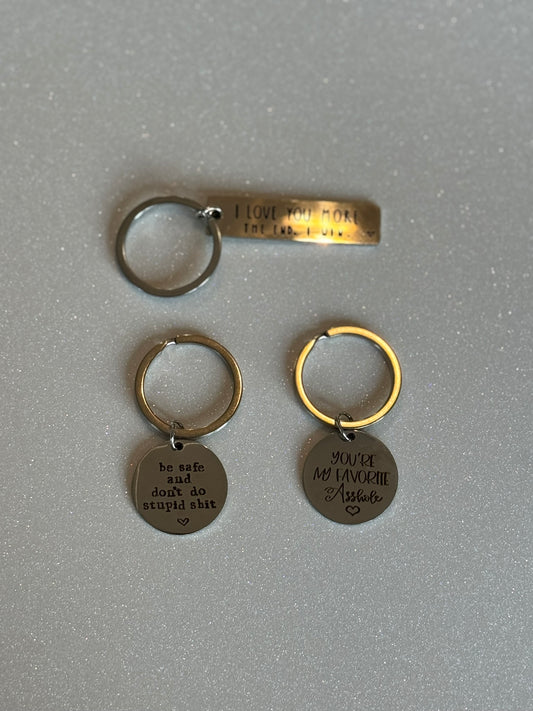 I LOVE YOU MORE
THE END. I WIN.
be safe
and
don't do
stupid shit
YOU'RE
MY FAVORITE
Asshole